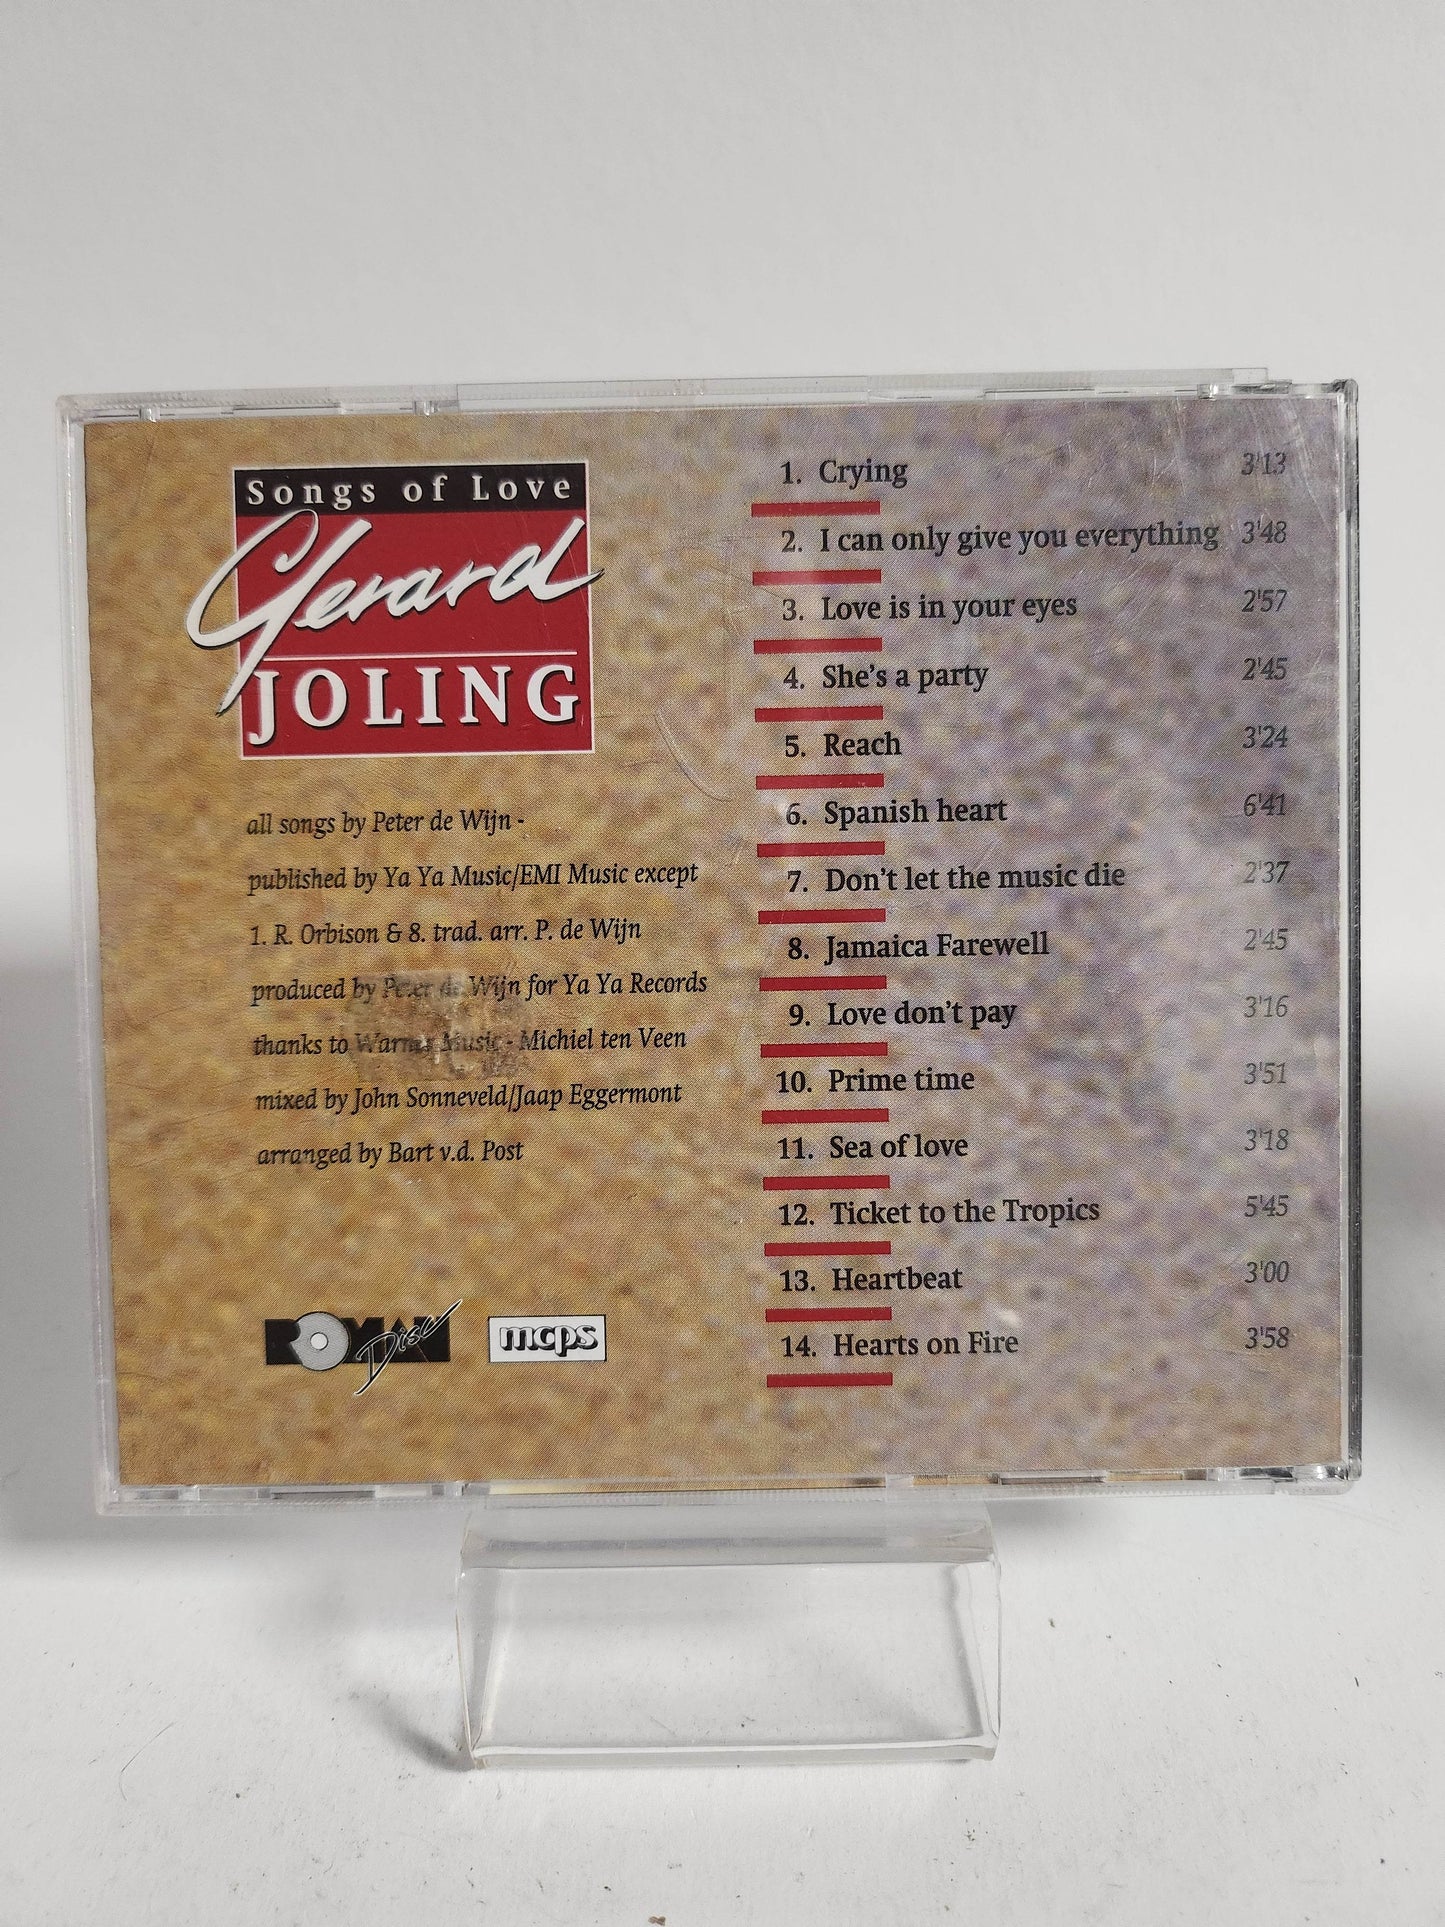 Songs of Love
Gerard
JOLING
all songs by Peter de Wijn -
published by Ya Ya Music/EMI Music except
1. R. Orbison & 8. trad. arr. P. de Wijn
produced by Peter de Wijn for Ya Ya Records
thanks to Warner Music - Michiel ten Veen
mixed by John Sonneveld/Jaap Eggermont
arranged by Bart v.d. Post
Disc
mcps
1. Crying 3'13
2. I can only give you everything 3'48
3. Love is in your eyes 2'57
4. She's a party 2'45
5. Reach 3'24
6. Spanish heart 6'41
7. Don't let the music die 2'37
8. Jamaica Farewell 2'45
9. Love don't pay 3'16
10. Prime time 3'51
11. Sea of love 3'18
12. Ticket to the Tropics 5'45
13. Heartbeat 3'00
14. Hearts on Fire 3'58